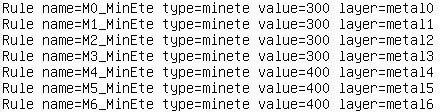 Rule name=M0_MinEte type=minete value=300 layer=metal0
Rule name=M1_MinEte type=minete value=300 layer=metal1
Rule name=M2_MinEte type=minete value=300 layer=metal2
Rule name=M3_MinEte type=minete value=300 layer=metal3
Rule name=M4_MinEte type=minete value=400 layer=metal4
Rule name=M5_MinEte type=minete value=400 layer=metal5
Rule name=M6_MinEte type=minete value=400 layer=metal6